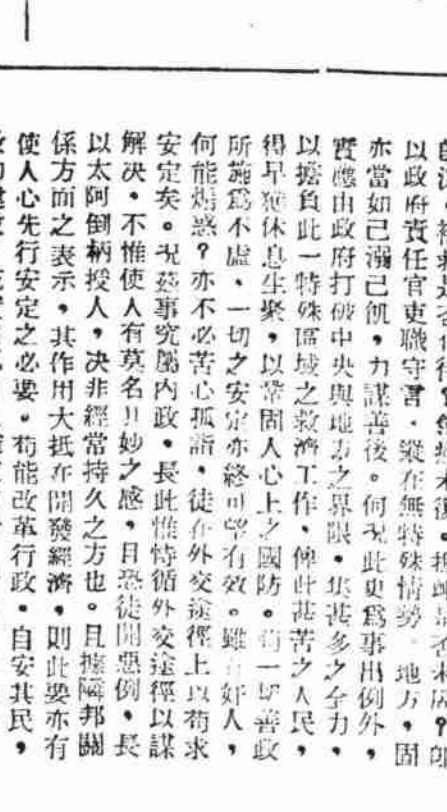 以政府責任官吏職守言，縱在無特殊情勢地方，固
亦當如己溺己飢，力謀善後。何況此更爲事出例外，
實應由政府打破中央與地方之界限，集甚多之全力，
以擔負此一特殊區域之救濟工作，俾此甚苦之人民，
得早獲休息生聚，以鞏固人心上之國防。苟一切善政
所施爲不虛，一切之安定亦終可望有效。雖有奸人，
何能煽惑？亦不必苦心孤詣，徒在外交途徑上以苟求
安定矣。况茲事究屬内政，長此惟恃循外交途徑以謀
解决，不惟使人有莫名其妙之感，且恐徒開惡例，長
以太阿倒柄授人，决非經常持久之方也。且據隣邦關
係方面之表示，其作用大抵在開發經濟，則此要亦有
使人心先行安定之必要。苟能改革行政，自安其民，